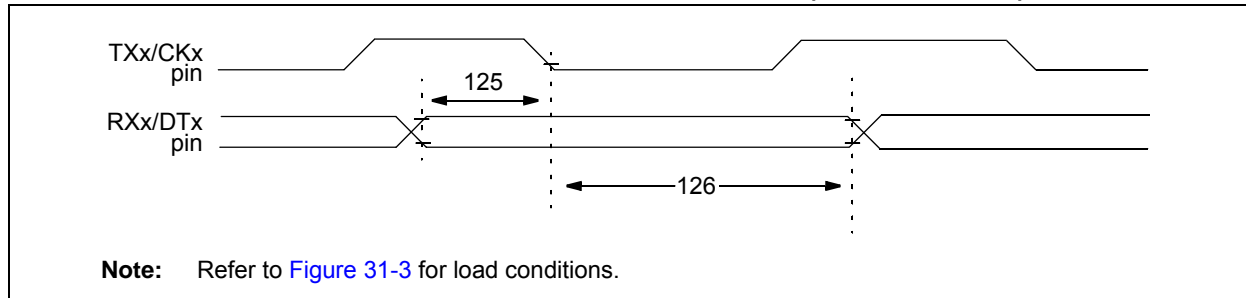 TXx/CKx
pin
125
RXx/DTx
pin
126
Note: Refer to Figure 31-3 for load conditions.